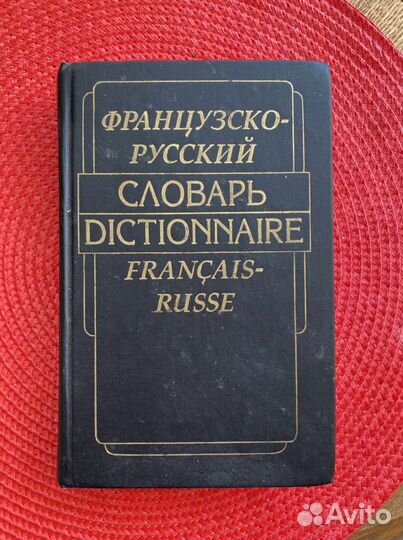 ФРАНЦУЗСКО-
РУССКИЙ
СЛОВАРЬ
DICTIONNAIRE
FRANÇAIS-
RUSSE
Avito